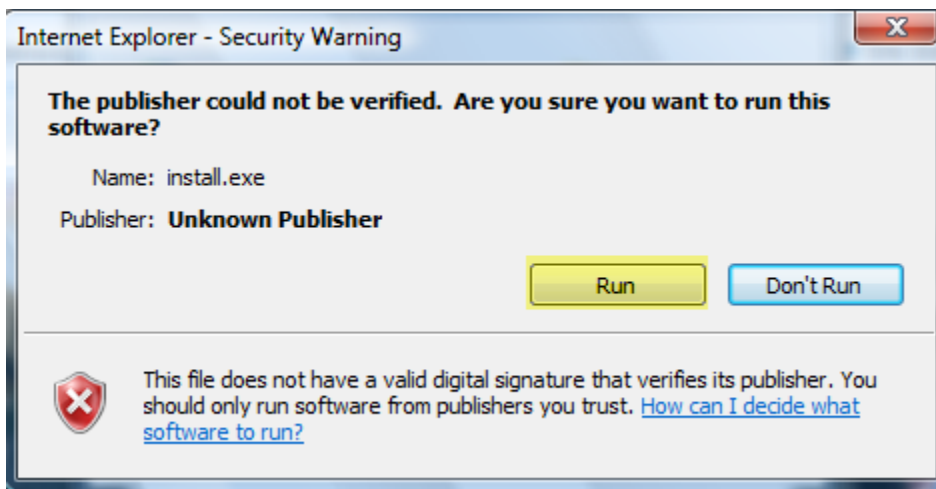 Internet Explorer - Security Warning
The publisher could not be verified.  Are you sure you want to run this
software?
Name: install.exe
Publisher: Unknown Publisher
Run Don't Run
This file does not have a valid digital signature that verifies its publisher. You
should only run software from publishers you trust. How can I decide what
software to run?